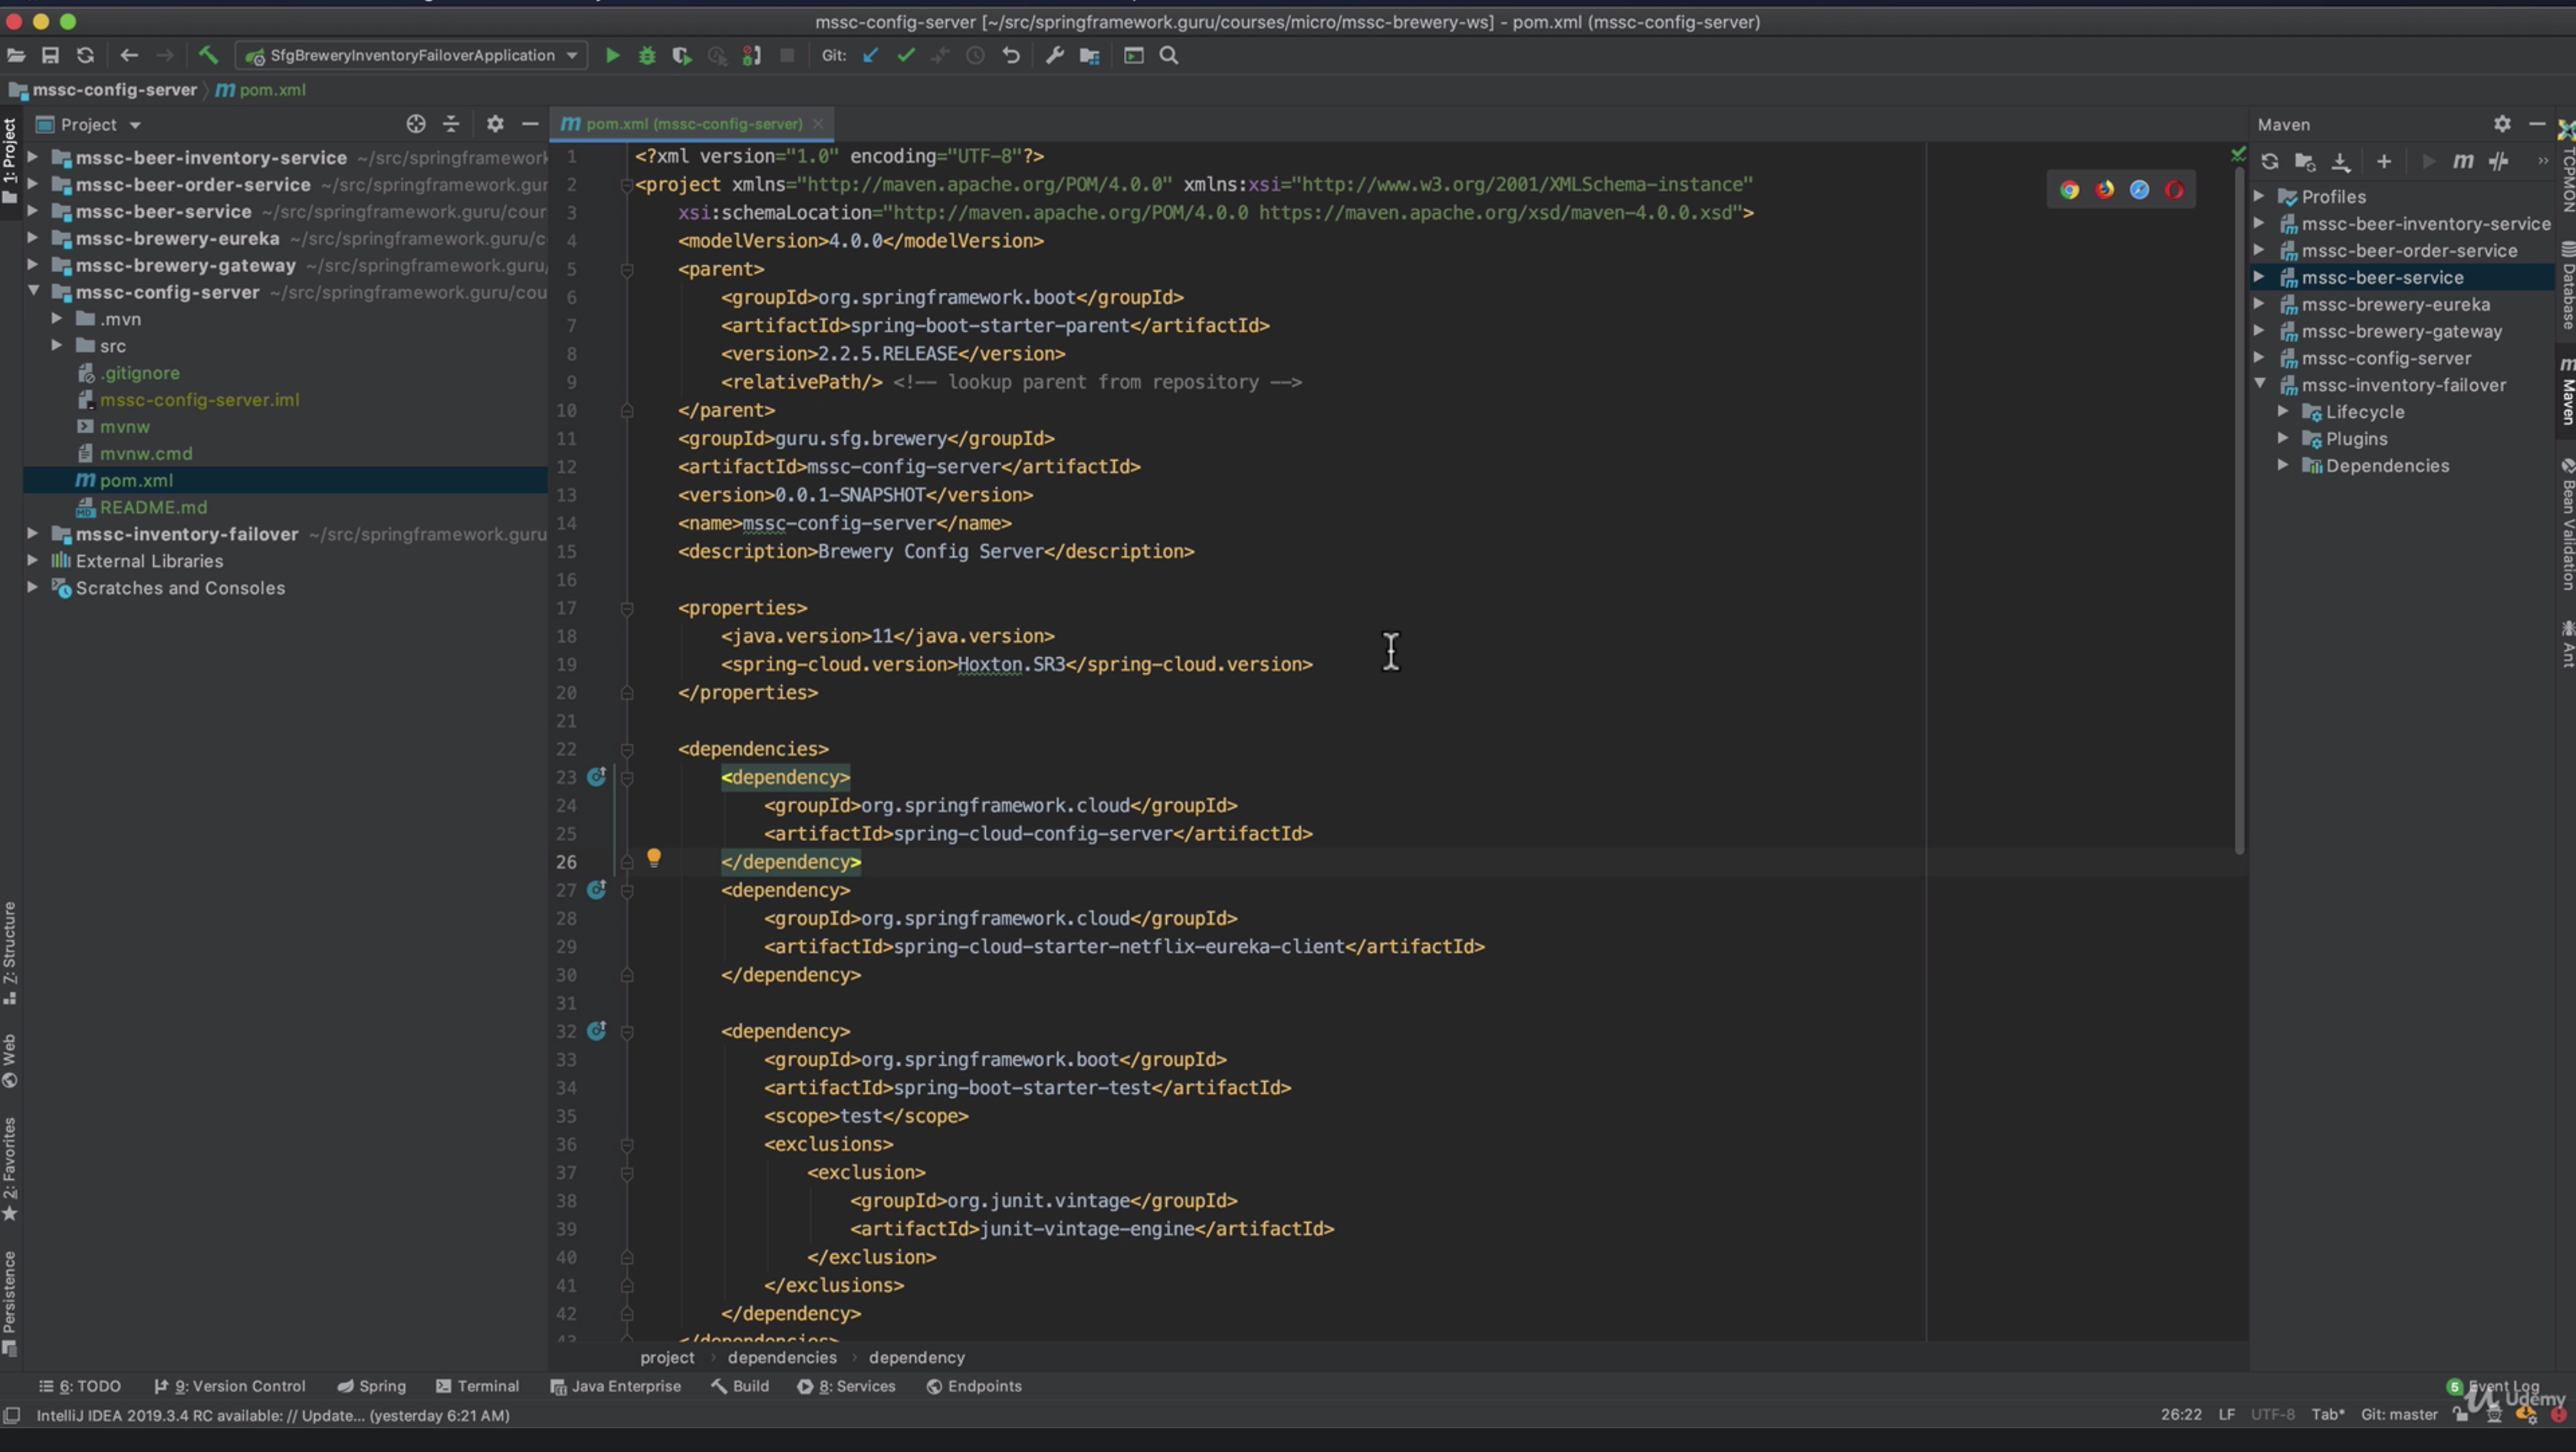 mssc-config-server [~/src/springframework.guru/courses/micro/mssc-brewery-ws] - pom.xml (mssc-config-server)
SfgBreweryInventoryFailoverApplication
Git:
mssc-config-server
pom.xml
Project
pom.xml (mssc-config-server)
Maven
1: Project
mssc-beer-inventory-service ~/src/springframework
mssc-beer-order-service ~/src/springframework.gur
mssc-beer-service ~/src/springframework.guru/cour
mssc-brewery-eureka ~/src/springframework.guru/c
mssc-brewery-gateway ~/src/springframework.guru/
mssc-config-server ~/src/springframework.guru/cou
.mvn
src
.gitignore
mssc-config-server.iml
mvnw
mvnw.cmd
pom.xml
README.md
mssc-inventory-failover ~/src/springframework.guru
External Libraries
Scratches and Consoles
7: Structure
Web
2: Favorites
Persistence
1 <?xml version="1.0" encoding="UTF-8"?>
2 <project xmlns="http://maven.apache.org/POM/4.0.0" xmlns:xsi="http://www.w3.org/2001/XMLSchema-instance"
3 xsi:schemaLocation="http://maven.apache.org/POM/4.0.0 https://maven.apache.org/xsd/maven-4.0.0.xsd">
4 <modelVersion>4.0.0</modelVersion>
5 <parent>
6 <groupId>org.springframework.boot</groupId>
7 <artifactId>spring-boot-starter-parent</artifactId>
8 <version>2.2.5.RELEASE</version>
9 <relativePath/> <!-- lookup parent from repository -->
10 </parent>
11 <groupId>guru.sfg.brewery</groupId>
12 <artifactId>mssc-config-server</artifactId>
13 <version>0.0.1-SNAPSHOT</version>
14 <name>mssc-config-server</name>
15 <description>Brewery Config Server</description>
16
17 <properties>
18 <java.version>11</java.version>
19 <spring-cloud.version>Hoxton.SR3</spring-cloud.version>
20 </properties>
21
22 <dependencies>
23 <dependency>
24 <groupId>org.springframework.cloud</groupId>
25 <artifactId>spring-cloud-config-server</artifactId>
26 </dependency>
27 <dependency>
28 <groupId>org.springframework.cloud</groupId>
29 <artifactId>spring-cloud-starter-netflix-eureka-client</artifactId>
30 </dependency>
31
32 <dependency>
33 <groupId>org.springframework.boot</groupId>
34 <artifactId>spring-boot-starter-test</artifactId>
35 <scope>test</scope>
36 <exclusions>
37 <exclusion>
38 <groupId>org.junit.vintage</groupId>
39 <artifactId>junit-vintage-engine</artifactId>
40 </exclusion>
41 </exclusions>
42 </dependency>
43 </dependencies>
project
dependencies
dependency
Profiles
mssc-beer-inventory-service
mssc-beer-order-service
mssc-beer-service
mssc-brewery-eureka
mssc-brewery-gateway
mssc-config-server
mssc-inventory-failover
Lifecycle
Plugins
Dependencies
TCPMON
Database
Maven
Bean Validation
Ant
6: TODO
9: Version Control
Spring
Terminal
Java Enterprise
Build
8: Services
Endpoints
5 Event Log
IntelliJ IDEA 2019.3.4 RC available: // Update... (yesterday 6:21 AM)
26:22 LF UTF-8 Tab* Git: master
Udemy